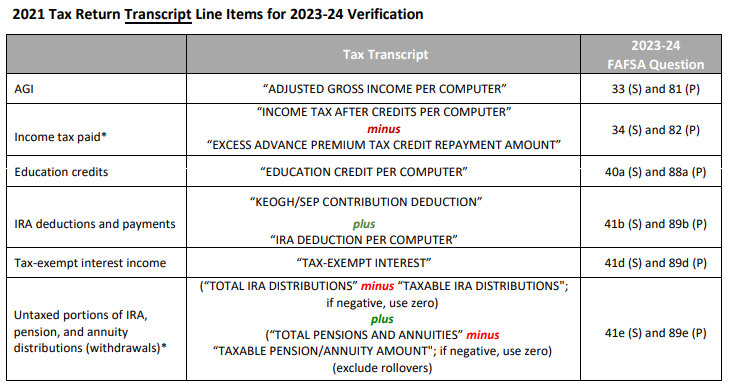 2021 Tax Return Transcript Line Items for 2023-24 Verification
Tax Transcript
2023-24
FAFSA Question
AGI
“ADJUSTED GROSS INCOME PER COMPUTER”
33 (S) and 81 (P)
Income tax paid*
“INCOME TAX AFTER CREDITS PER COMPUTER”
minus
“EXCESS ADVANCE PREMIUM TAX CREDIT REPAYMENT AMOUNT”
34 (S) and 82 (P)
Education credits
“EDUCATION CREDIT PER COMPUTER”
40a (S) and 88a (P)
IRA deductions and payments
“KEOGH/SEP CONTRIBUTION DEDUCTION”
plus
“IRA DEDUCTION PER COMPUTER”
41b (S) and 89b (P)
Tax-exempt interest income
“TAX-EXEMPT INTEREST”
41d (S) and 89d (P)
Untaxed portions of IRA,
pension, and annuity
distributions (withdrawals)*
(“TOTAL IRA DISTRIBUTIONS” minus “TAXABLE IRA DISTRIBUTIONS";
if negative, use zero)
plus
(“TOTAL PENSIONS AND ANNUITIES” minus
“TAXABLE PENSION/ANNUITY AMOUNT"; if negative, use zero)
(exclude rollovers)
41e (S) and 89e (P)